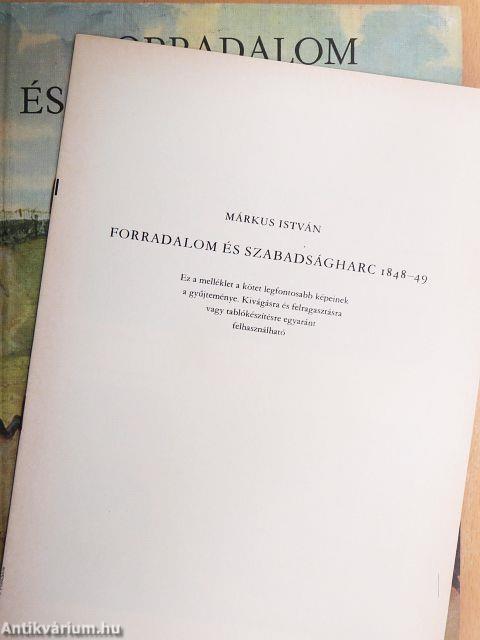 FORRADALOM
ÉS
MÁRKUS ISTVÁN
FORRADALOM ÉS SZABADSÁGHARC 1848–49
Ez a melléklet a kötet legfontosabb képeinek
a gyűjteménye. Kivágásra és felragasztásra
vagy tablókészítésre egyaránt
felhasználható
Antikvárium.hu